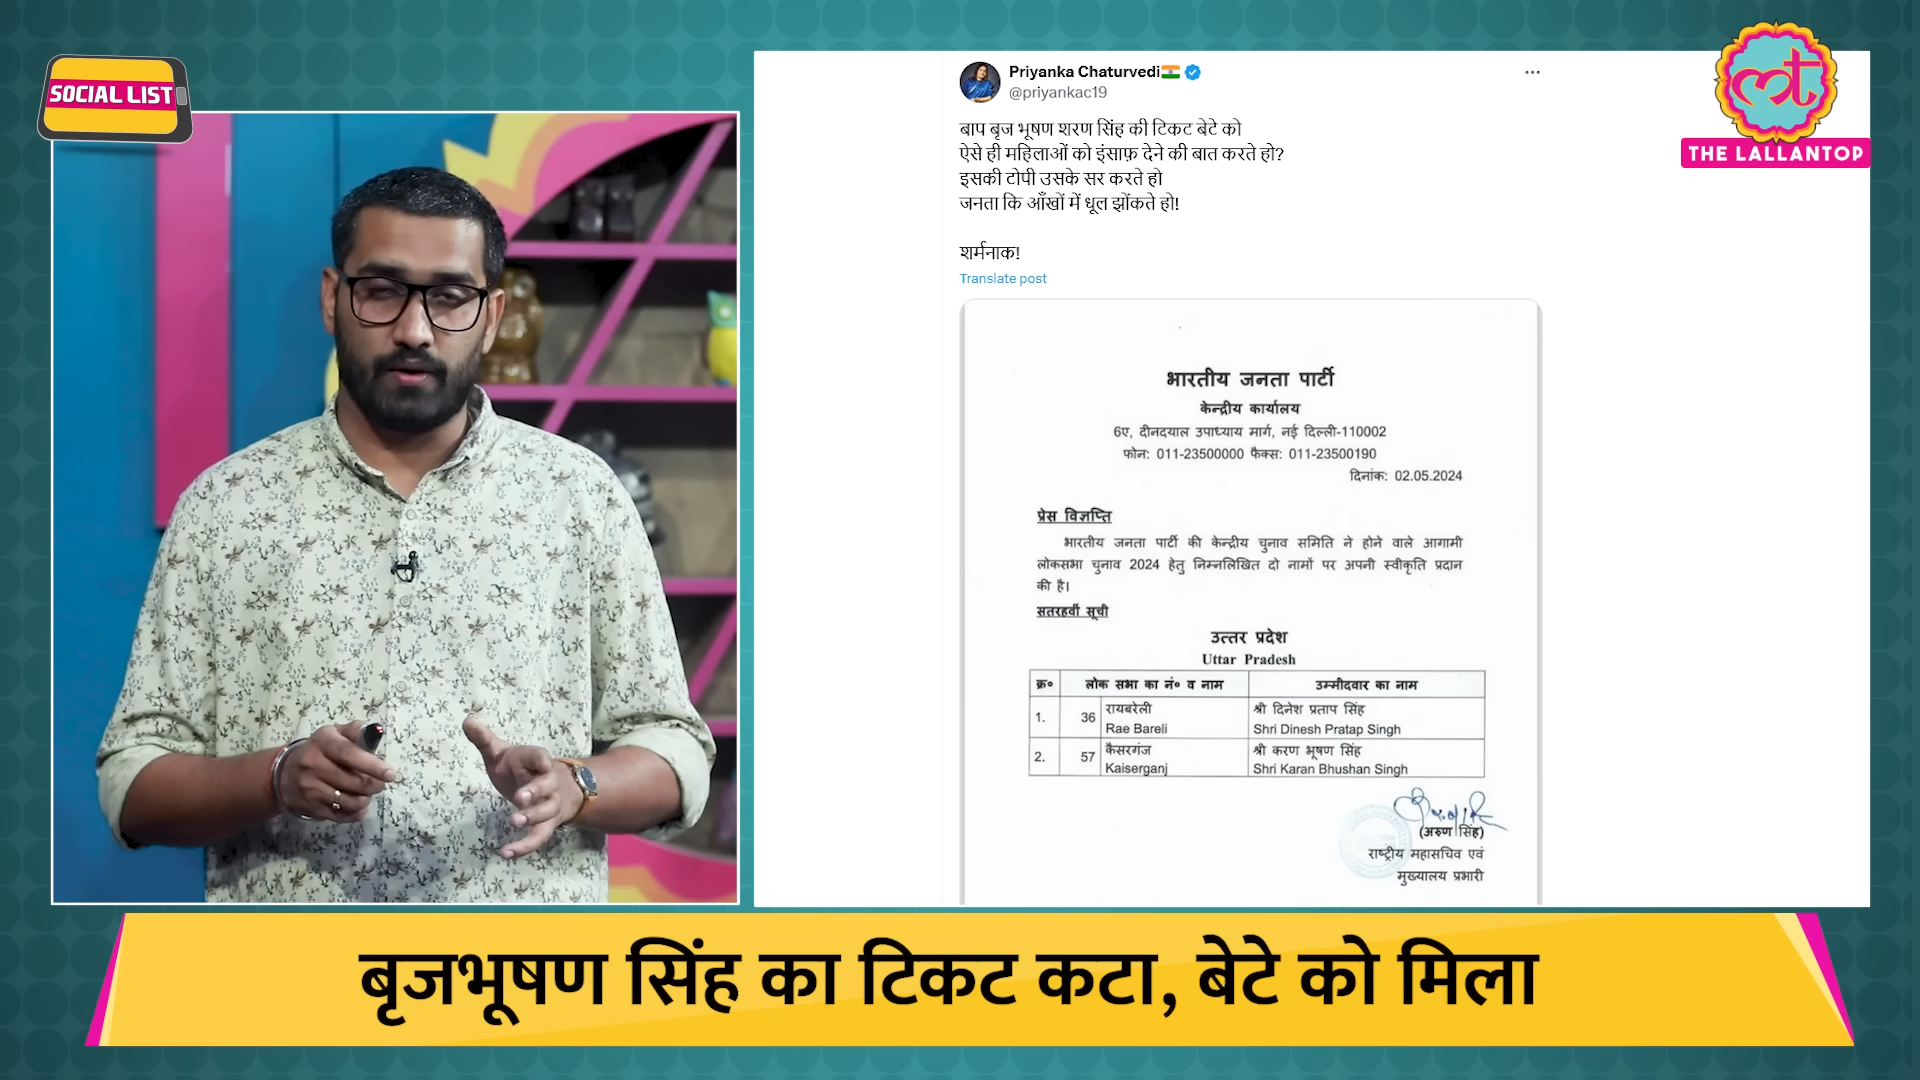 SOCIAL LIST
THE LALLANTOP
Priyanka Chaturvedi
@priyankac19
बाप बृज भूषण शरण सिंह की टिकट बेटे को
ऐसे ही महिलाओं को इंसाफ़ देने की बात करते हो?
इसकी टोपी उसके सर करते हो
जनता कि आँखों में धूल झोंकते हो!
शर्मनाक!
Translate post
भारतीय जनता पार्टी
केन्द्रीय कार्यालय
6ए, दीनदयाल उपाध्याय मार्ग, नई दिल्ली-110002
फोन: 011-23500000 फैक्स: 011-23500190
दिनांक: 02.05.2024
प्रेस विज्ञप्ति
भारतीय जनता पार्टी की केन्द्रीय चुनाव समिति ने होने वाले आगामी
लोकसभा चुनाव 2024 हेतु निम्नलिखित दो नामों पर अपनी स्वीकृति प्रदान
की है।
सतरहवीं सूची
उत्तर प्रदेश
Uttar Pradesh
क्र० लोक सभा का नं० व नाम उम्मीदवार का नाम
1. 36 रायबरेली श्री दिनेश प्रताप सिंह
Rae Bareli Shri Dinesh Pratap Singh
2. 57 कैसरगंज श्री करण भूषण सिंह
Kaiserganj Shri Karan Bhushan Singh
(अरुण सिंह)
राष्ट्रीय महासचिव एवं
मुख्यालय प्रभारी
बृजभूषण सिंह का टिकट कटा, बेटे को मिला